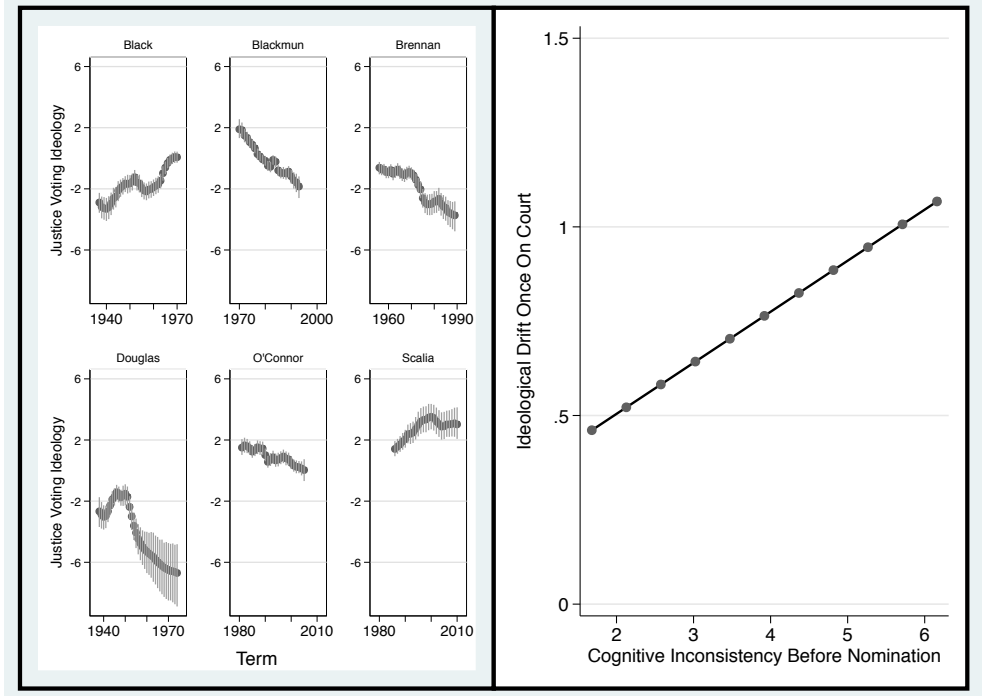 Black
Blackmun
Brennan
Justice Voting Ideology
6
2
-2
-6
1940 1970
6
2
-2
-6
1970 2000
6
2
-2
-6
1960 1990
Douglas
O'Connor
Scalia
Justice Voting Ideology
6
2
-2
-6
1940 1970
6
2
-2
-6
1980 2010
6
2
-2
-6
1980 2010
Term
Ideological Drift Once On Court
1.5
1
.5
0
2 3 4 5 6
Cognitive Inconsistency Before Nomination